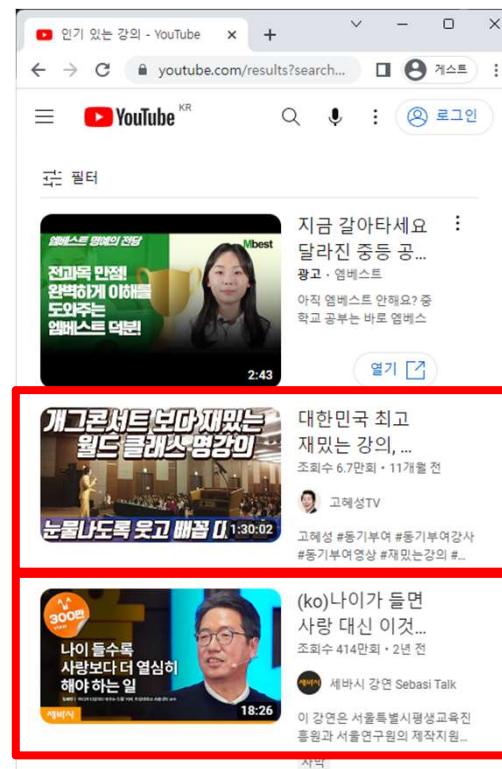 인기 있는 강의 - YouTube
youtube.com/results?search...
게스트
YouTube KR
로그인
필터
엠베스트 명예의 전당
Mbest
전과목 만점!
완벽하게 이해를
도와주는
엠베스트 덕분!
2:43
지금 갈아타세요
달라진 중등 공...
광고 · 엠베스트
아직 엠베스트 안해요? 중
학교 공부는 바로 엠베스
열기
개그콘서트 보다 재밌는
월드 클래스 명강의
눈물나도록 웃고 배꼽
1:30:02
대한민국 최고
재밌는 강의, ...
조회수 6.7만회 • 11개월 전
고혜성TV
고혜성 #동기부여 #동기부여강사
#동기부여영상 #재밌는강의 #...
300만
나이 들수록
사랑보다 더 열심히
해야 하는 일
세바시
18:26
(ko)나이가 들면
사랑 대신 이것...
조회수 414만회 • 2년 전
세바시 강연 Sebasi Talk
이 강연은 서울특별시평생교육진
흥원과 서울연구원의 제작지원...
자막